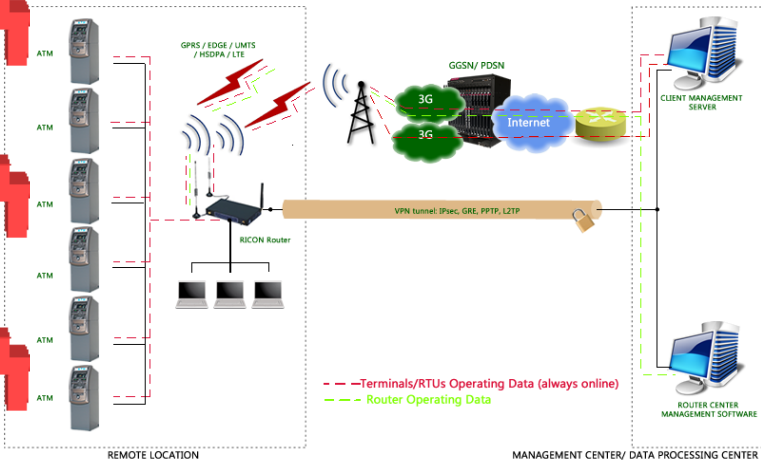 GPRS / EDGE / UMTS
/ HSDPA / LTE
GGSN/ PDSN
ATM
3G
CLIENT MANAGEMENT
SERVER
ATM
Internet
3G
ATM
VPN tunnel: IPsec, GRE, PPTP, L2TP
RICON Router
ATM
ATM
Terminals/RTUs Operating Data (always online)
Router Operating Data
ATM
ROUTER CENTER
MANAGEMENT SOFTWARE
REMOTE LOCATION
MANAGEMENT CENTER/ DATA PROCESSING CENTER